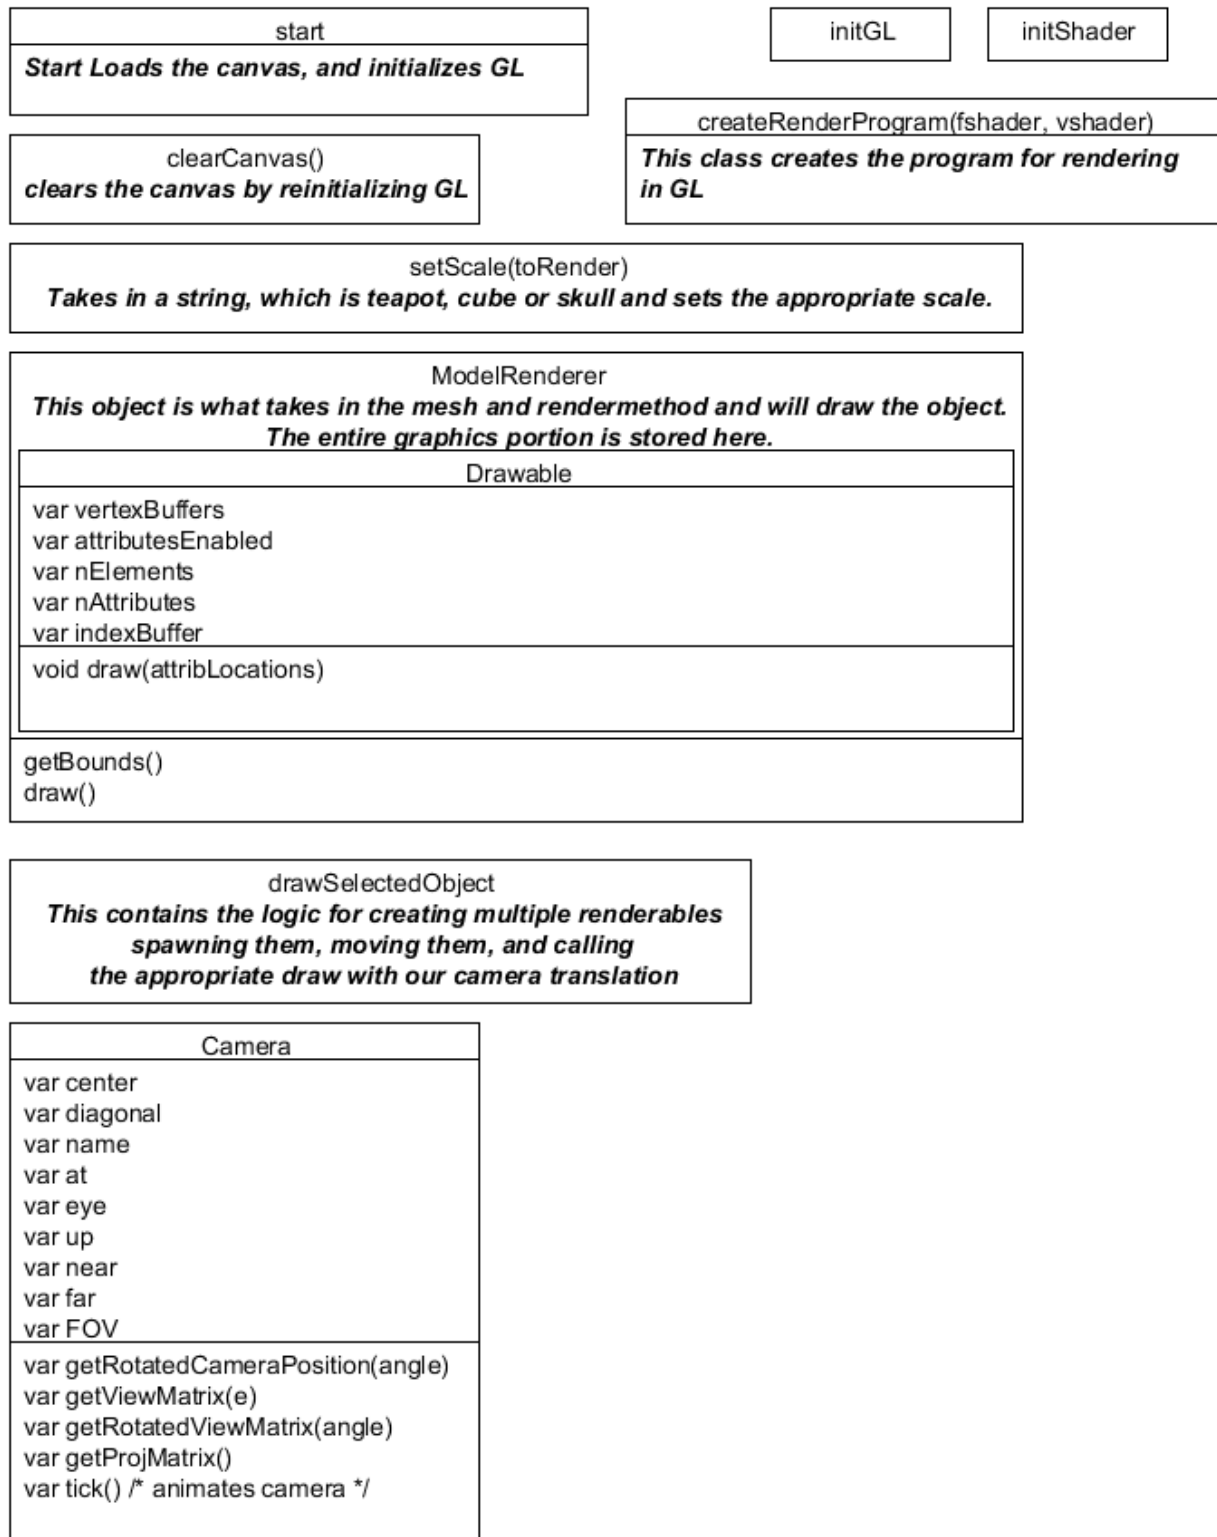 start
Start Loads the canvas, and initializes GL
initGL
initShader
createRenderProgram(fshader, vshader)
This class creates the program for rendering
in GL
clearCanvas()
clears the canvas by reinitializing GL
setScale(toRender)
Takes in a string, which is teapot, cube or skull and sets the appropriate scale.
ModelRenderer
This object is what takes in the mesh and rendermethod and will draw the object.
The entire graphics portion is stored here.
Drawable
var vertexBuffers
var attributesEnabled
var nElements
var nAttributes
var indexBuffer
void draw(attribLocations)
getBounds()
draw()
drawSelectedObject
This contains the logic for creating multiple renderables
spawning them, moving them, and calling
the appropriate draw with our camera translation
Camera
var center
var diagonal
var name
var at
var eye
var up
var near
var far
var FOV
var getRotatedCameraPosition(angle)
var getViewMatrix(e)
var getRotatedViewMatrix(angle)
var getProjMatrix()
var tick() /* animates camera */